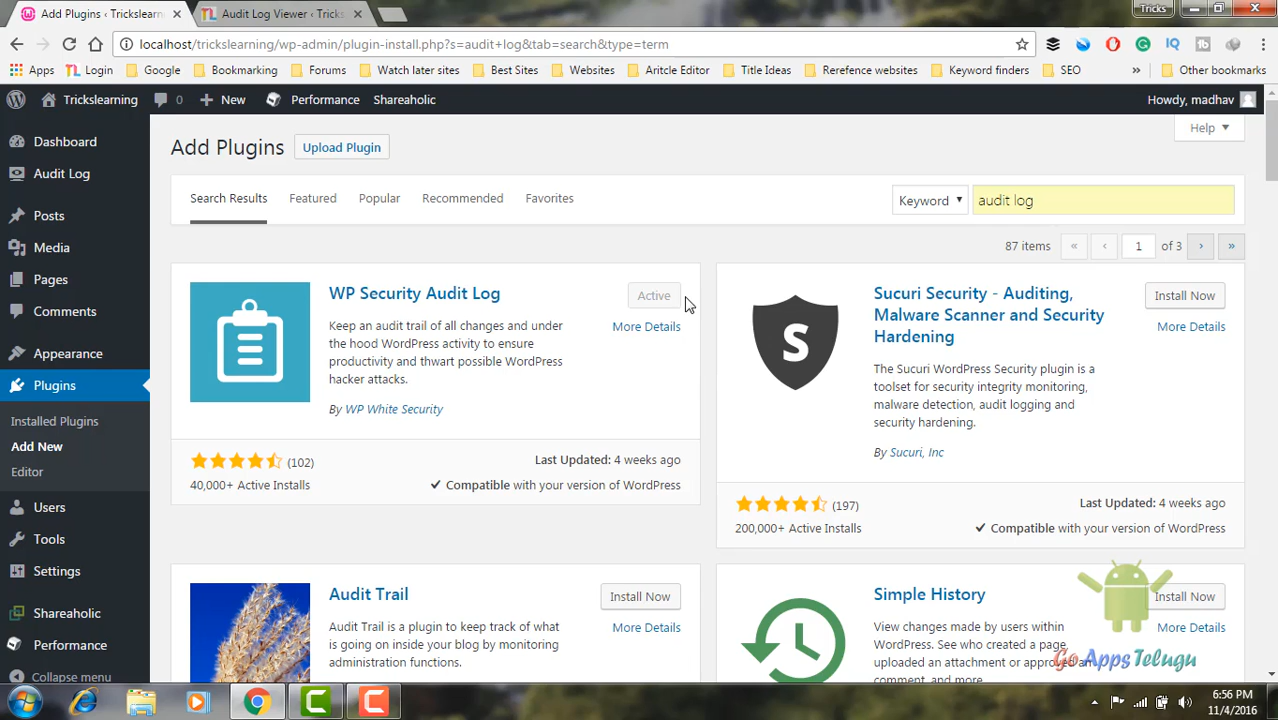 Add Plugins ‹ Trickslearn
Audit Log Viewer ‹ Tricks
Tricks
localhost/trickslearning/wp-admin/plugin-install.php?s=audit+log&tab=search&type=term
Apps
Login
Google
Bookmarking
Forums
Watch later sites
Best Sites
Websites
Aritcle Editor
Title Ideas
Rerefence websites
Keyword finders
SEO
»
Other bookmarks
Trickslearning
0
New
Performance
Shareaholic
Howdy, madhav
Dashboard
Audit Log
Posts
Media
Pages
Comments
Appearance
Plugins
Installed Plugins
Add New
Editor
Users
Tools
Settings
Shareaholic
Performance
Collapse menu
Add Plugins
Upload Plugin
Help
Search Results
Featured
Popular
Recommended
Favorites
Keyword
audit log
87 items
«
‹
1
of 3
›
»
WP Security Audit Log
Active
More Details
Keep an audit trail of all changes and under
the hood WordPress activity to ensure
productivity and thwart possible WordPress
hacker attacks.
By WP White Security
(102)
Last Updated: 4 weeks ago
40,000+ Active Installs
Compatible with your version of WordPress
Sucuri Security - Auditing,
Malware Scanner and Security
Hardening
Install Now
More Details
The Sucuri WordPress Security plugin is a
toolset for security integrity monitoring,
malware detection, audit logging and
security hardening.
By Sucuri, Inc
(197)
Last Updated: 4 weeks ago
200,000+ Active Installs
Compatible with your version of WordPress
Audit Trail
Install Now
More Details
Audit Trail is a plugin to keep track of what
is going on inside your blog by monitoring
administration functions.
Simple History
Install Now
More Details
View changes made by users within
WordPress. See who created a page,
uploaded an attachment or approved an
comment, and more.
Go Apps Telugu
6:56 PM
11/4/2016